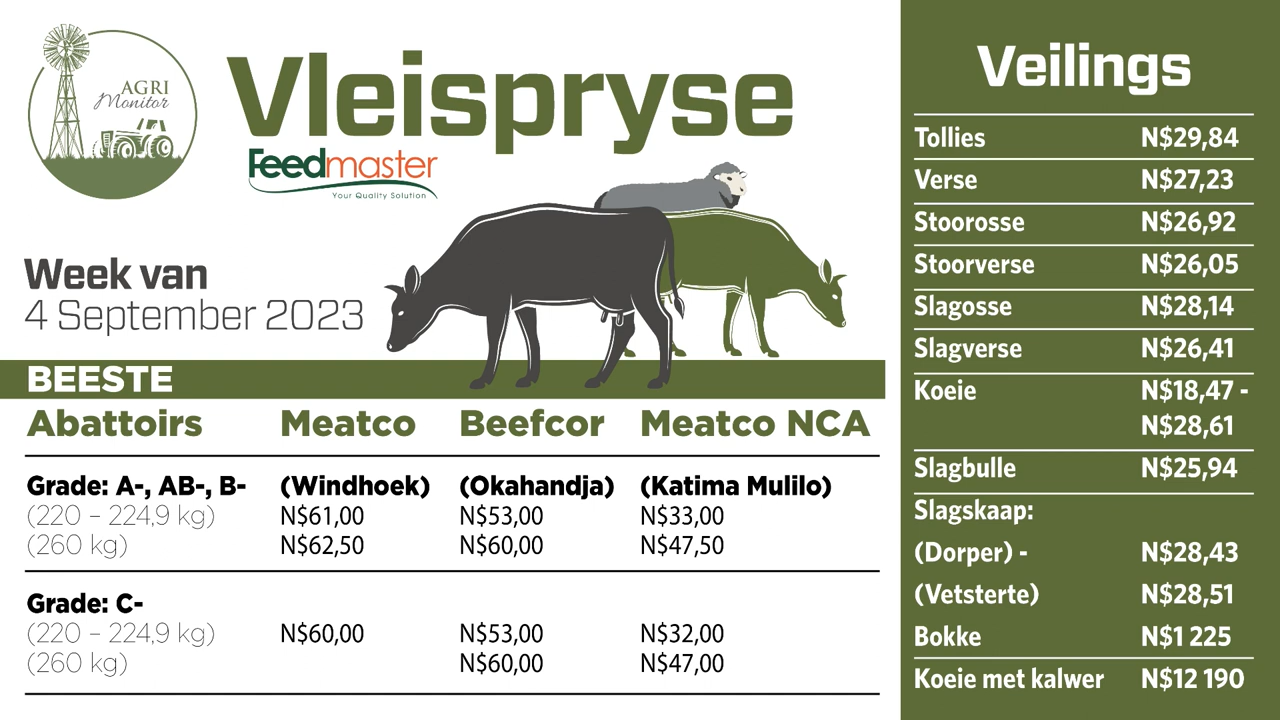 AGRI
Monitor
Vleispryse
Feedmaster
Your Quality Solution
Week van
4 September 2023
BEESTE
Abattoirs Meatco Beefcor Meatco NCA
Grade: A-, AB-, B- (Windhoek) (Okahandja) (Katima Mulilo)
(220 – 224,9 kg) N$61,00 N$53,00 N$33,00
(260 kg) N$62,50 N$60,00 N$47,50
Grade: C-
(220 – 224,9 kg) N$60,00 N$53,00 N$32,00
(260 kg) N$60,00 N$47,00
Veilings
Tollies N$29,84
Verse N$27,23
Stoorosse N$26,92
Stoorverse N$26,05
Slagosse N$28,14
Slagverse N$26,41
Koeie N$18,47 -
N$28,61
Slagbulle N$25,94
Slagskaap:
(Dorper) - N$28,43
(Vetsterte) N$28,51
Bokke N$1 225
Koeie met kalwer N$12 190